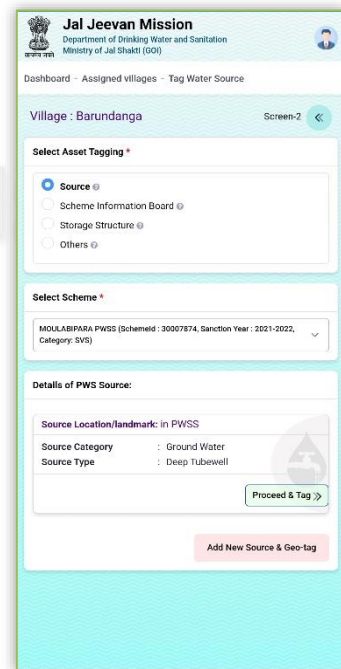 Jal Jeevan Mission
Department of Drinking Water and Sanitation
Ministry of Jal Shakti (GOI)
सत्यमेव जयते
Dashboard - Assigned villages - Tag Water Source
Village : Barundanga
Screen-2
Select Asset Tagging *
Source
Scheme Information Board
Storage Structure
Others
Select Scheme *
MOULABIPARA PWSS (SchemeId : 30007874, Sanction Year : 2021-2022,
Category: SVS)
Details of PWS Source:
Source Location/landmark: in PWSS
Source Category : Ground Water
Source Type : Deep Tubewell
Proceed & Tag
Add New Source & Geo-tag